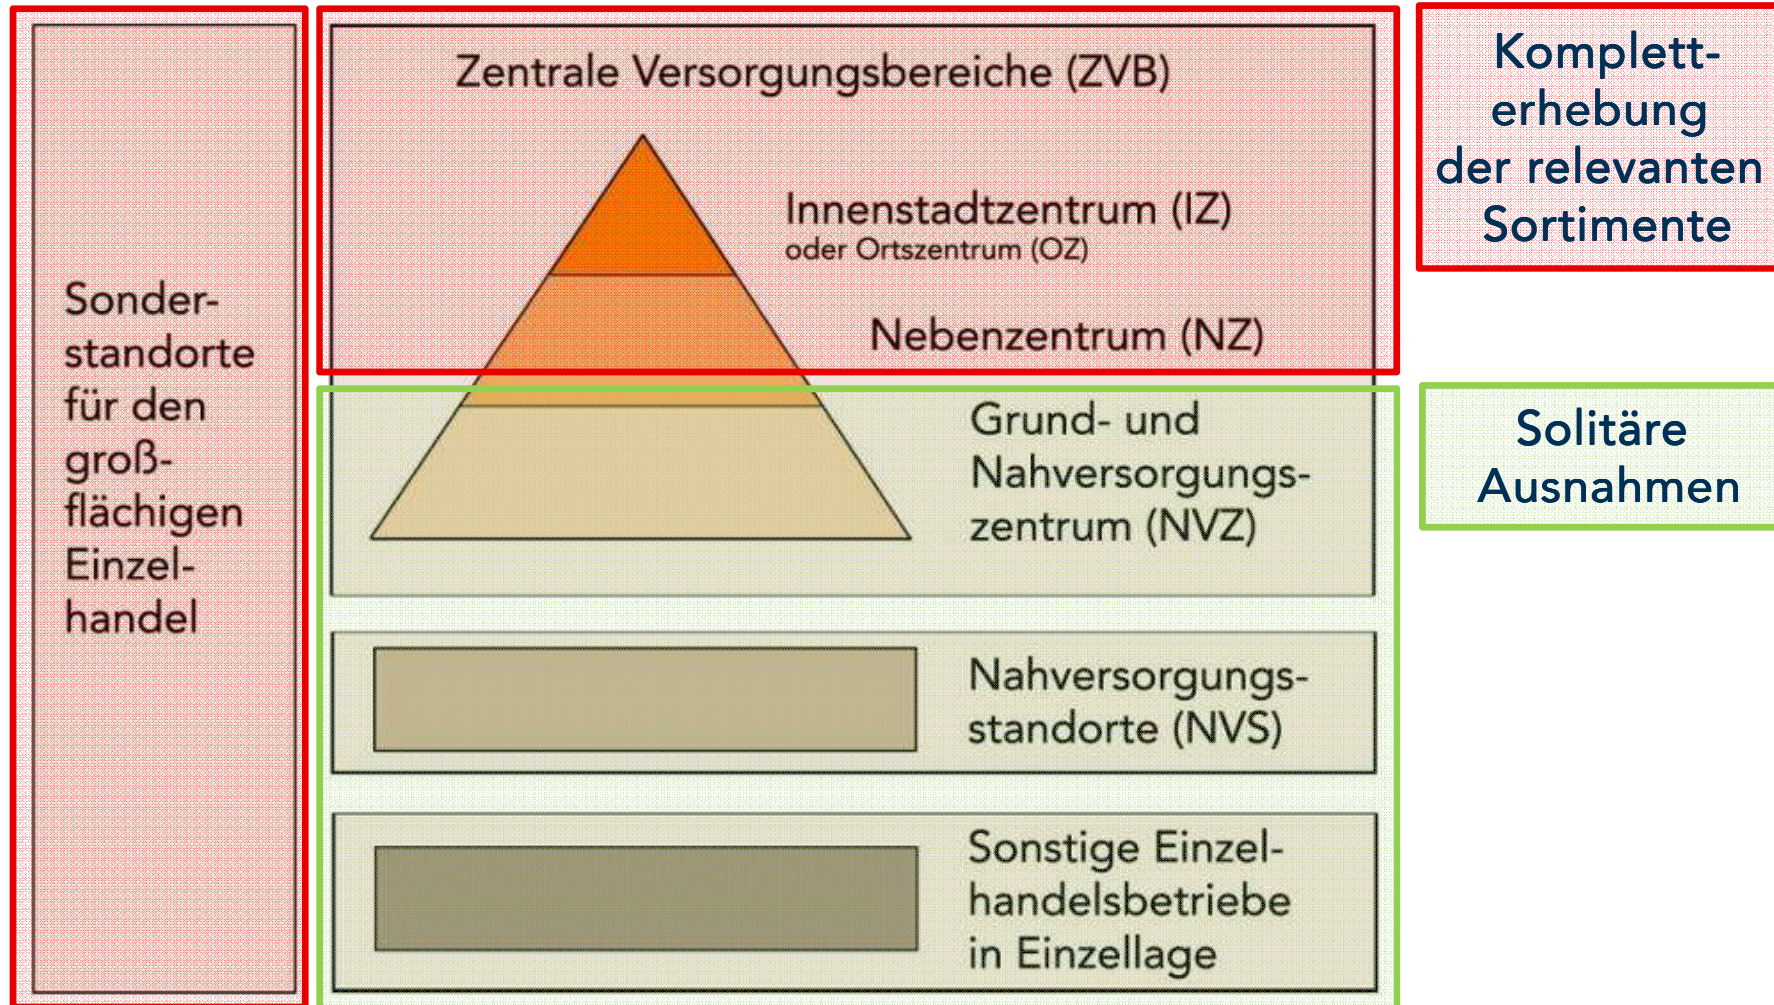 Sonder-
standorte
für den
groß-
flächigen
Einzel-
handel
Zentrale Versorgungsbereiche (ZVB)
Innenstadtzentrum (IZ)
oder Ortszentrum (OZ)
Nebenzentrum (NZ)
Grund- und
Nahversorgungs-
zentrum (NVZ)
Nahversorgungs-
standorte (NVS)
Sonstige Einzel-
handelsbetriebe
in Einzellage
Komplett-
erhebung
der relevanten
Sortimente
Solitäre
Ausnahmen